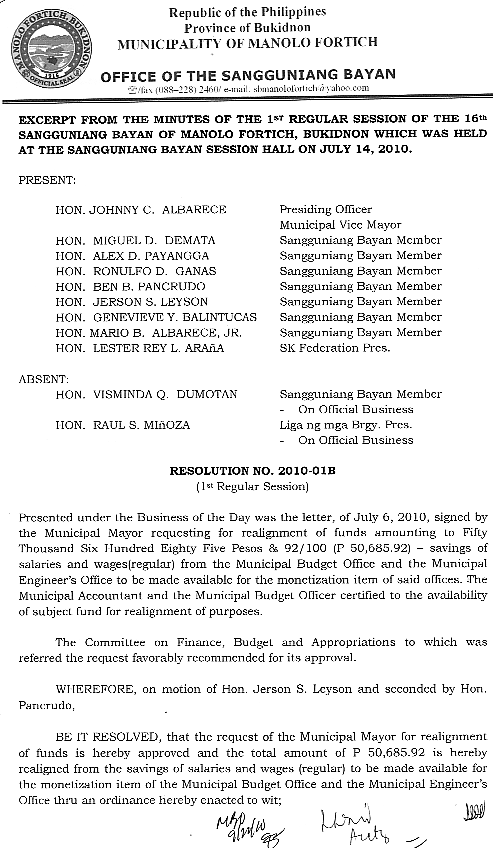 Republic of the Philippines
Province of Bukidnon
MUNICIPALITY OF MANOLO FORTICH
OFFICE OF THE SANGGUNIANG BAYAN
☏/fax (088–228) 2460/ e-mail: sbmanolofortich@yahoo.com
EXCERPT FROM THE MINUTES OF THE 1ST REGULAR SESSION OF THE 16th
SANGGUNIANG BAYAN OF MANOLO FORTICH, BUKIDNON WHICH WAS HELD
AT THE SANGGUNIANG BAYAN SESSION HALL ON JULY 14, 2010.
PRESENT:
HON. JOHNNY C. ALBARECE Presiding Officer
Municipal Vice Mayor
HON. MIGUEL D. DEMATA Sangguniang Bayan Member
HON. ALEX D. PAYANGGA Sangguniang Bayan Member
HON. RONULFO D. GANAS Sangguniang Bayan Member
HON. BEN B. PANCRUDO Sangguniang Bayan Member
HON. JERSON S. LEYSON Sangguniang Bayan Member
HON. GENEVIEVE Y. BALINTUCAS Sangguniang Bayan Member
HON. MARIO B. ALBARECE, JR. Sangguniang Bayan Member
HON. LESTER REY L. ARAñA SK Federation Pres.
ABSENT:
HON. VISMINDA Q. DUMOTAN Sangguniang Bayan Member
- On Official Business
HON. RAUL S. MIñOZA Liga ng mga Brgy. Pres.
- On Official Business
RESOLUTION NO. 2010-01B
(1st Regular Session)
Presented under the Business of the Day was the letter, of July 6, 2010, signed by
the Municipal Mayor requesting for realignment of funds amounting to Fifty
Thousand Six Hundred Eighty Five Pesos & 92/100 (P 50,685.92) – savings of
salaries and wages(regular) from the Municipal Budget Office and the Municipal
Engineer's Office to be made available for the monetization item of said offices. The
Municipal Accountant and the Municipal Budget Officer certified to the availability
of subject fund for realignment of purposes.
The Committee on Finance, Budget and Appropriations to which was
referred the request favorably recommended for its approval.
WHEREFORE, on motion of Hon. Jerson S. Leyson and seconded by Hon.
Pancrudo,
BE IT RESOLVED, that the request of the Municipal Mayor for realignment
of funds is hereby approved and the total amount of P 50,685.92 is hereby
realigned from the savings of salaries and wages (regular) to be made available for
the monetization item of the Municipal Budget Office and the Municipal Engineer's
Office thru an ordinance hereby enacted to wit;